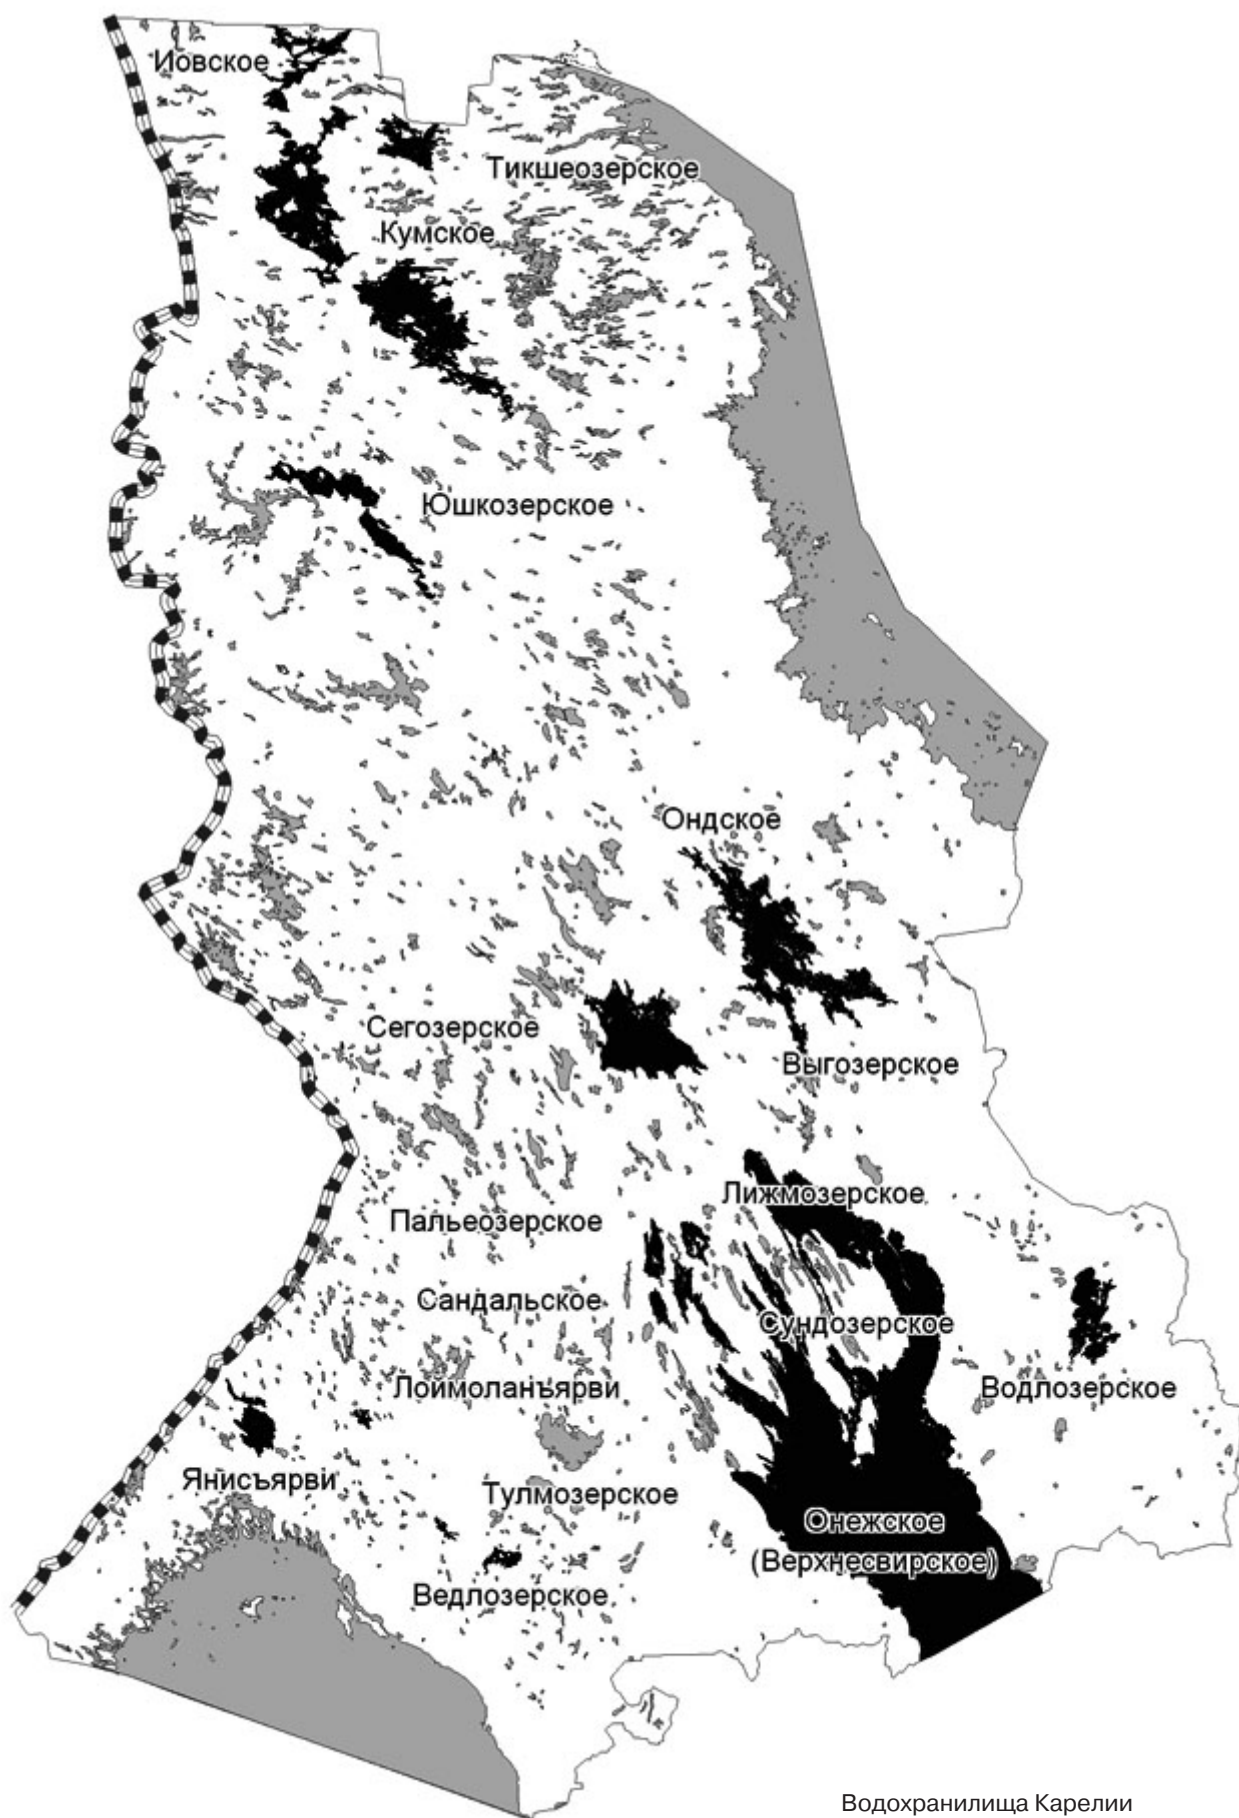 Иовское
Тикшеозерское
Кумское
Юшкозерское
Ондское
Сегозерское
Выгозерское
Лижмозерское
Пальеозерское
Сандальское
Сундозерское
Лоймоланъярви
Водлозерское
Янисъярви
Тулмозерское
Онежское
(Верхнесвирское)
Ведлозерское
Водохранилища Карелии